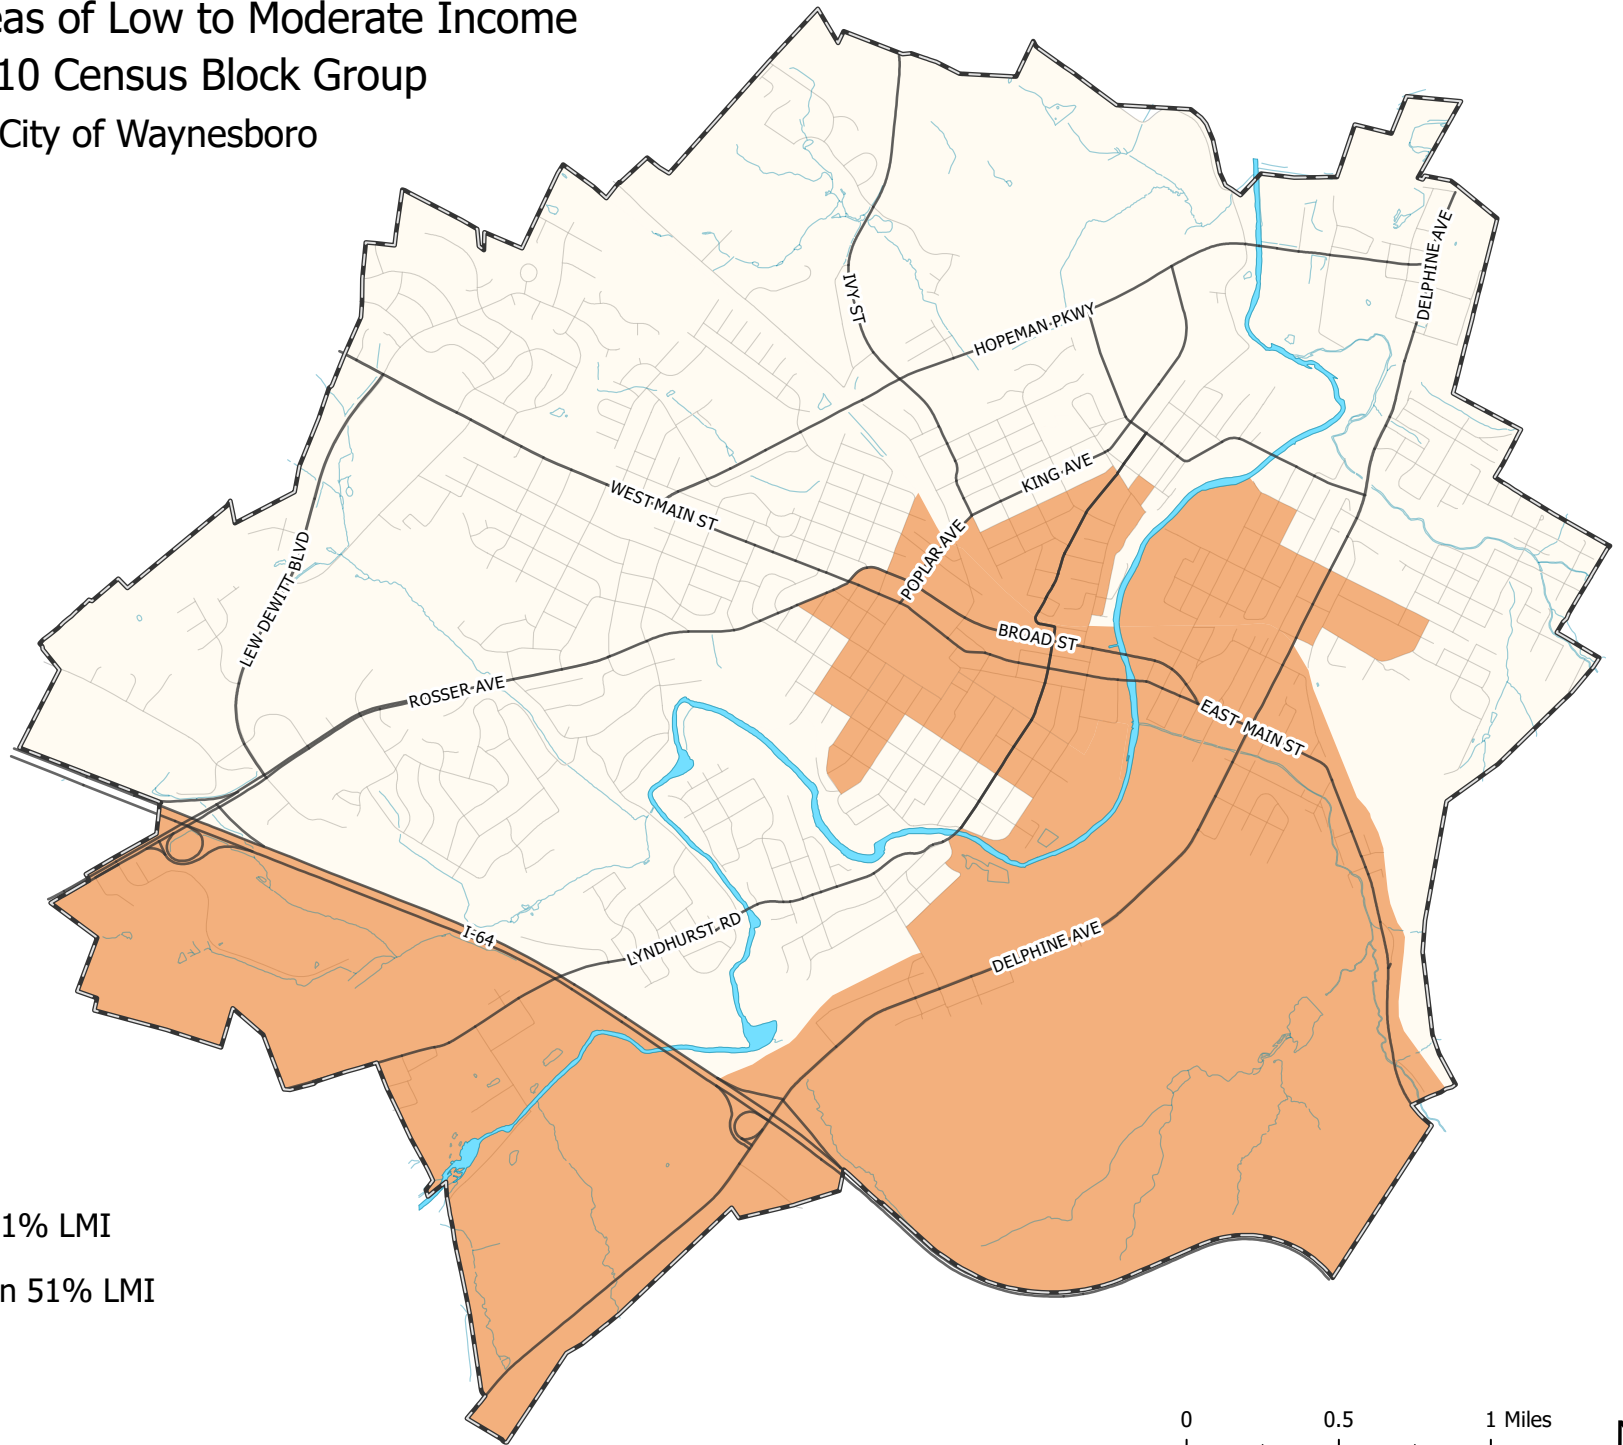 eas of Low to Moderate Income
10 Census Block Group
City of Waynesboro
DELPHINE AVE
IVY ST
HOPEMAN PKWY
KING AVE
WEST MAIN ST
POPLAR AVE
LEW DEWITT BLVD
BROAD ST
ROSSER AVE
EAST MAIN ST
LYNDHURST RD
I-64
DELPHINE AVE
1% LMI
n 51% LMI
0 0.5 1 Miles